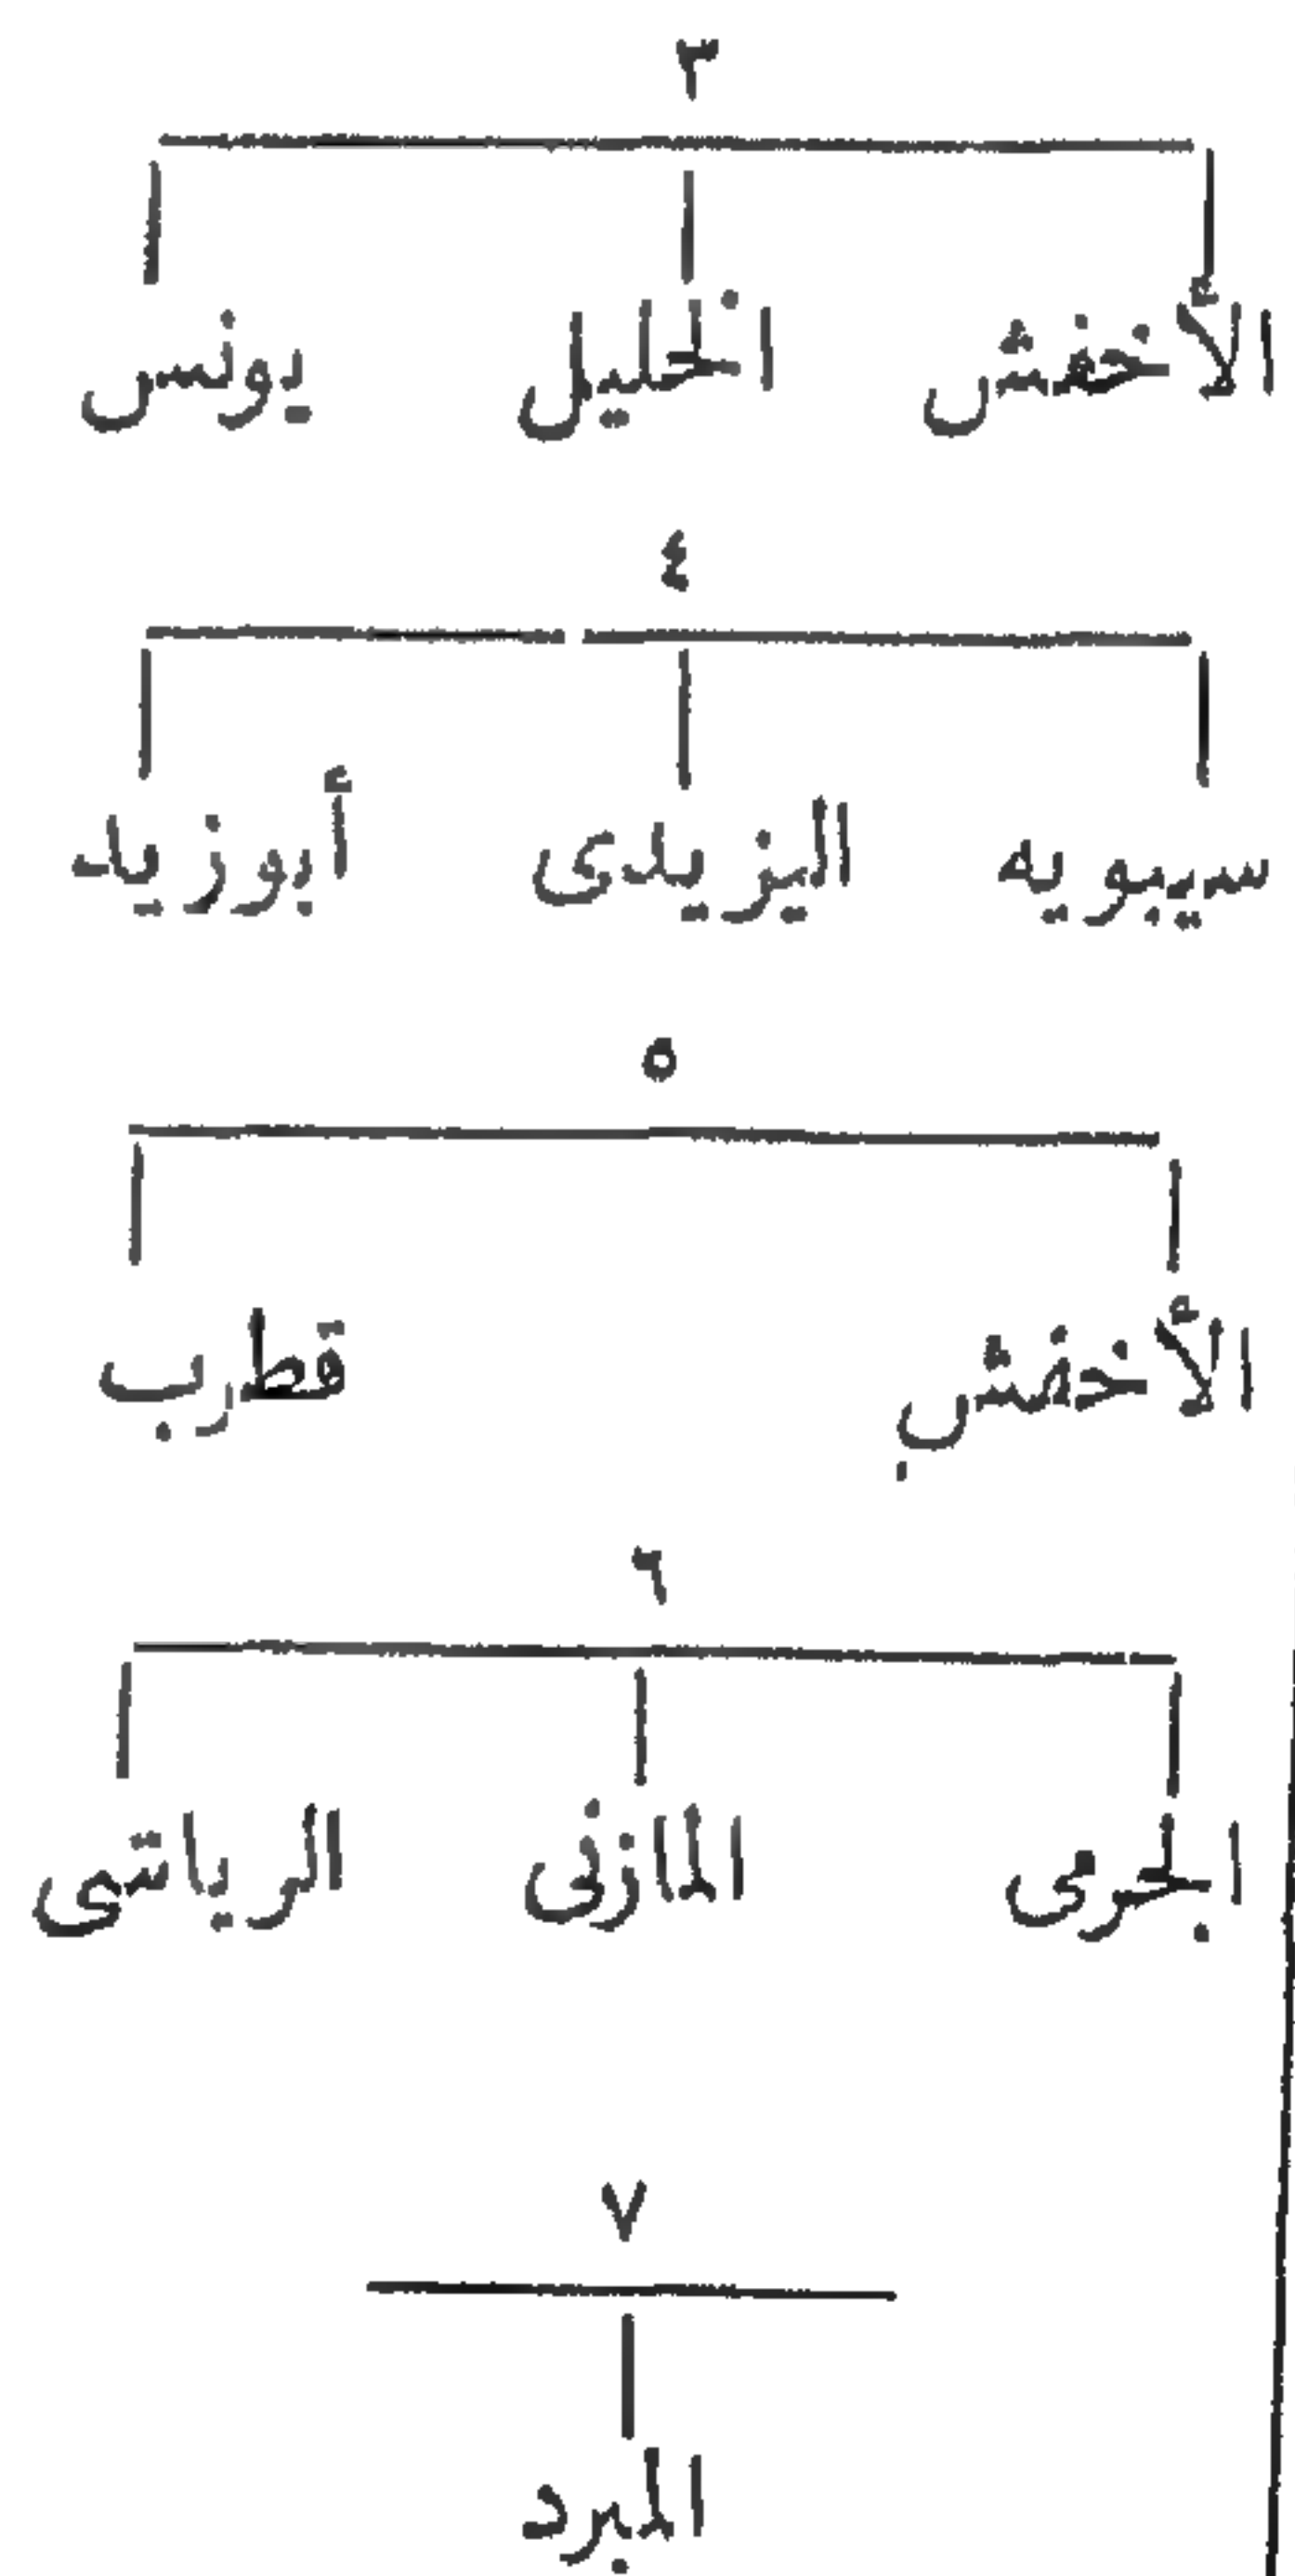 ٣
الأخفش الخليل يونس
٤
سيبويه اليزيدى أبوزيد
٥
الأخفش قطرب
٦
الجرمى المازنى الرياشى
٧
المبرد